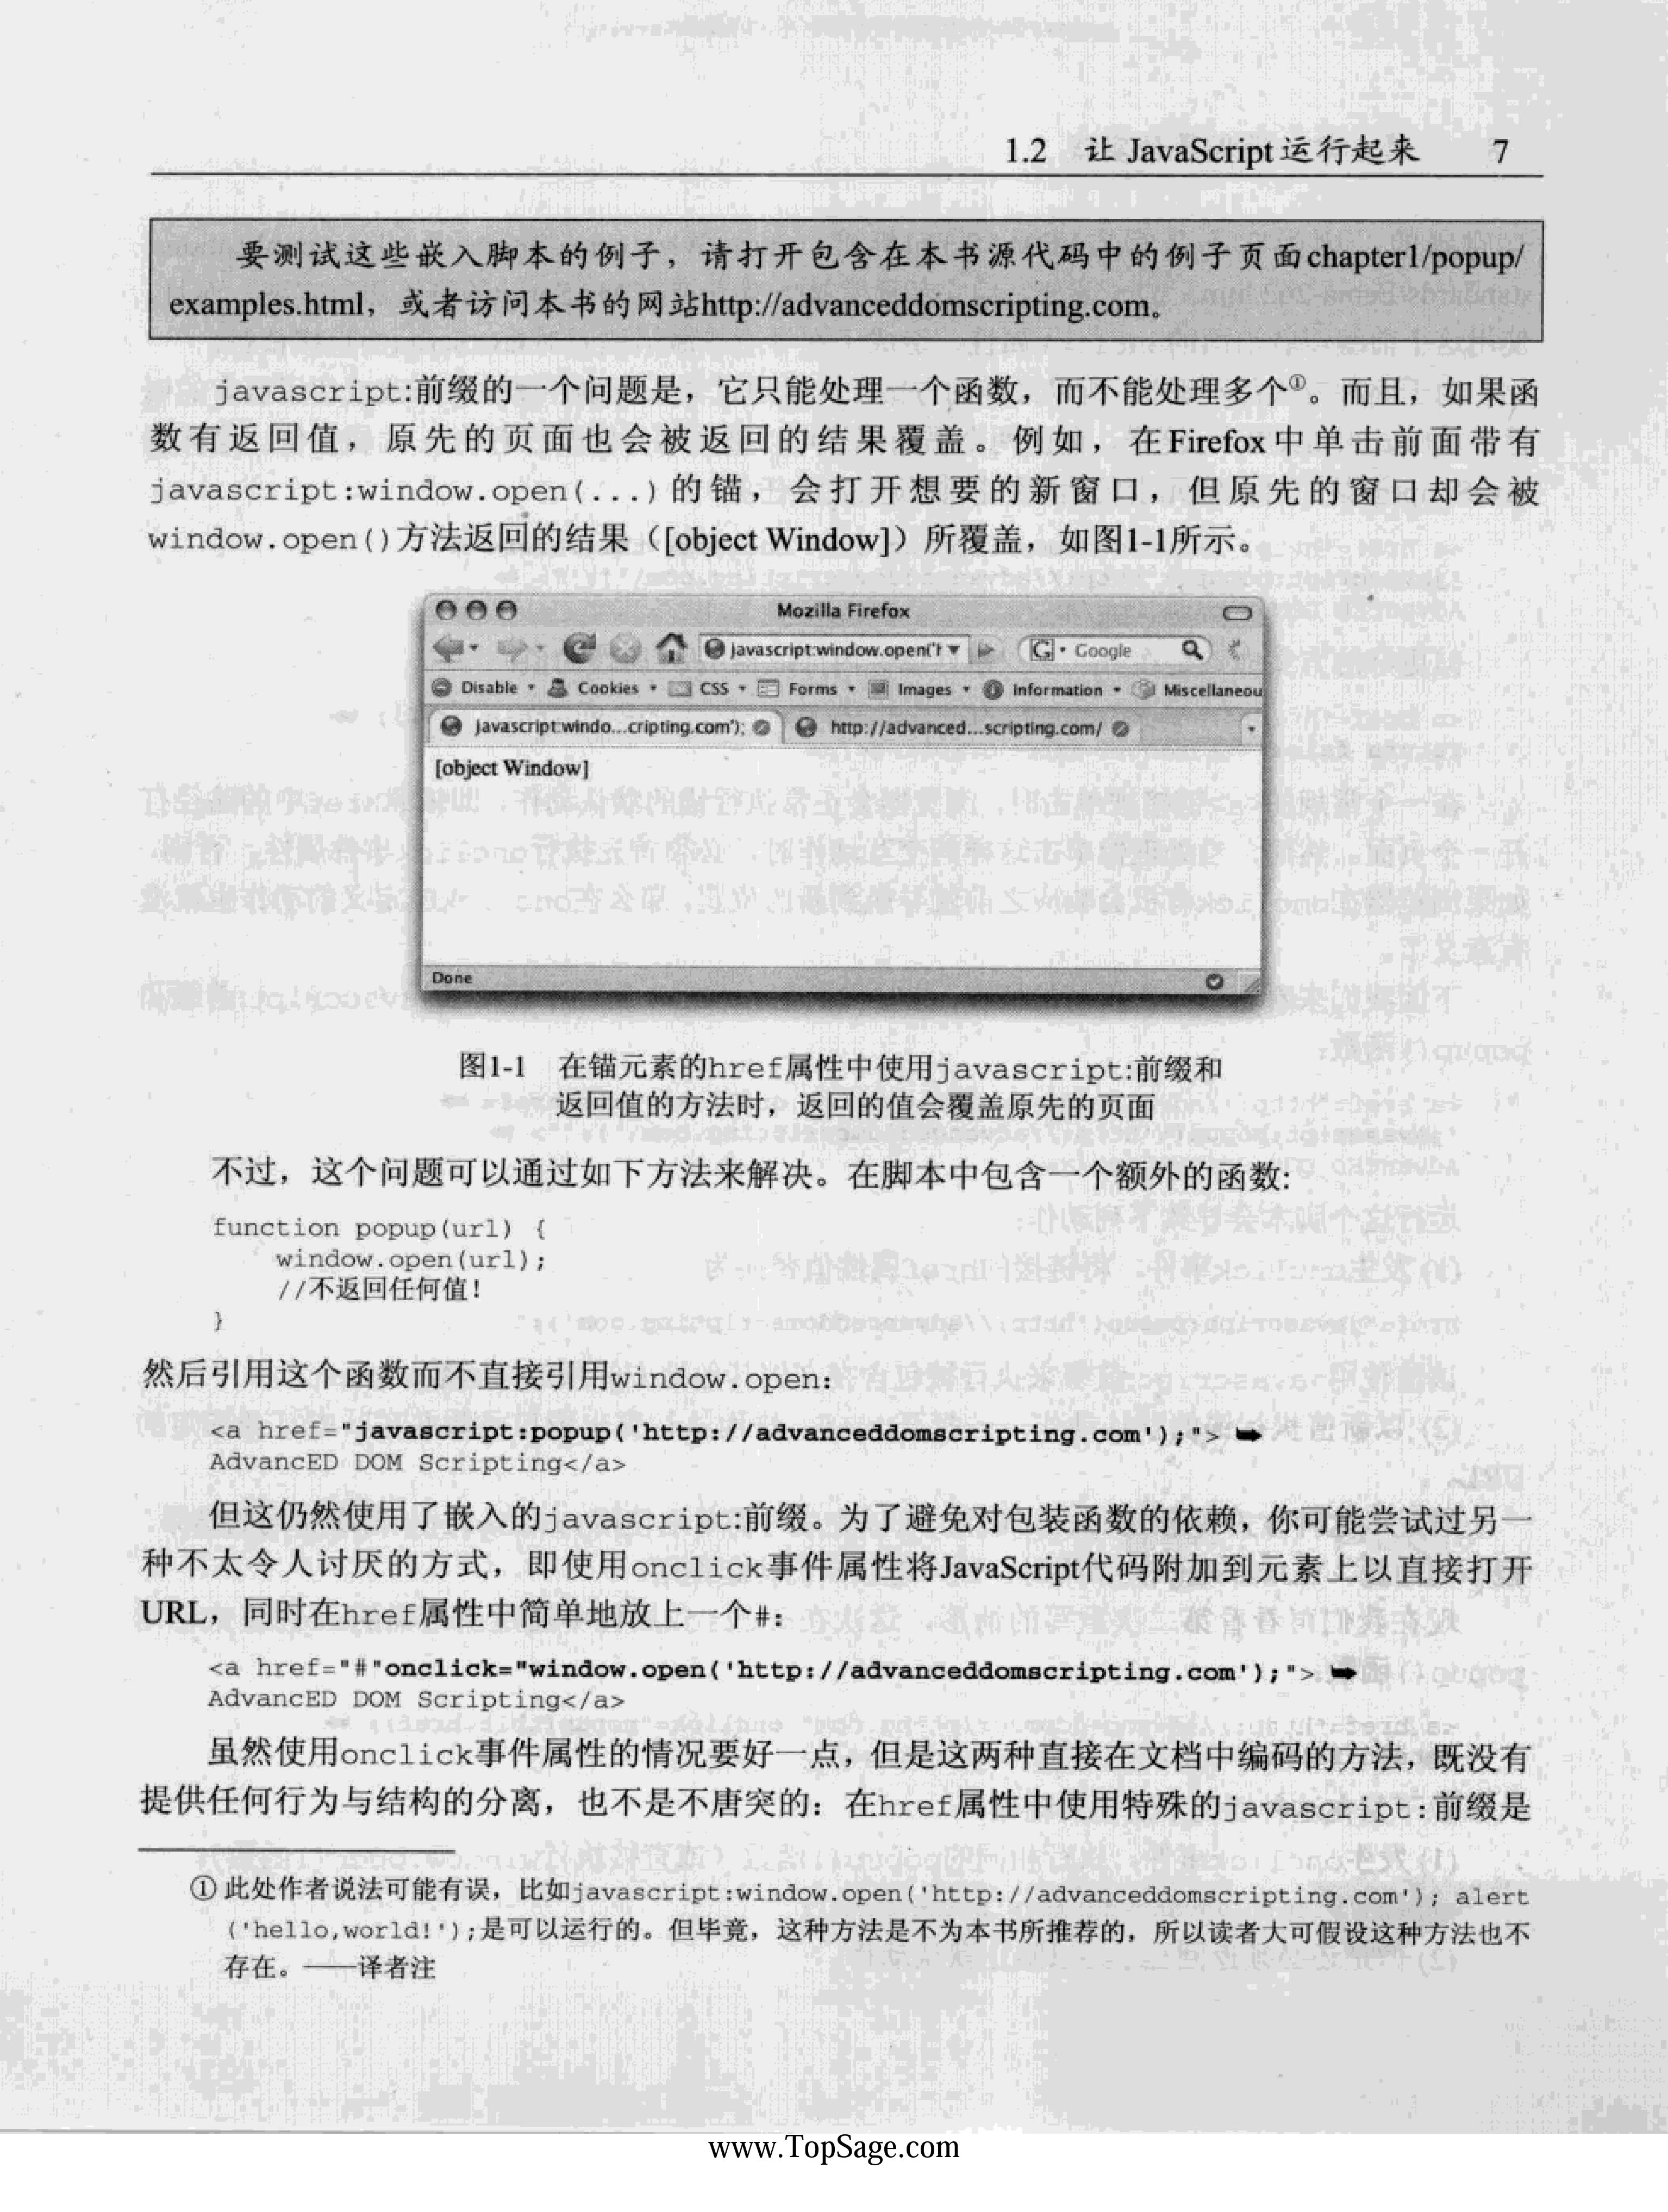 1.2 让 JavaScript 运行起来 7
要测试这些嵌入脚本的例子，请打开包含在本书源代码中的例子页面chapter1/popup/
examples.html，或者访问本书的网站http://advanceddomscripting.com。
javascript:前缀的一个问题是，它只能处理一个函数，而不能处理多个①。而且，如果函
数有返回值，原先的页面也会被返回的结果覆盖。例如，在Firefox中单击前面带有
javascript:window.open(...)的锚，会打开想要的新窗口，但原先的窗口却会被
window.open()方法返回的结果（[object Window]）所覆盖，如图1-1所示。
Mozilla Firefox
javascript:window.open('h Google
Disable Cookies CSS Forms Images Information Miscellaneou
javascript:windo...cripting.com'); http://advanced...scripting.com/
[object Window]
Done
图1-1 在锚元素的href属性中使用javascript:前缀和
返回值的方法时，返回的值会覆盖原先的页面
不过，这个问题可以通过如下方法来解决。在脚本中包含一个额外的函数:
function popup(url) {
window.open(url);
//不返回任何值！
}
然后引用这个函数而不直接引用window.open:
<a href="javascript:popup('http://advanceddomscripting.com');"> ➥
AdvancED DOM Scripting</a>
但这仍然使用了嵌入的javascript:前缀。为了避免对包装函数的依赖，你可能尝试过另一
种不太令人讨厌的方式，即使用onclick事件属性将JavaScript代码附加到元素上以直接打开
URL，同时在href属性中简单地放上一个#:
<a href="#"onclick="window.open('http://advanceddomscripting.com');"> ➥
AdvancED DOM Scripting</a>
虽然使用onclick事件属性的情况要好一点，但是这两种直接在文档中编码的方法，既没有
提供任何行为与结构的分离，也不是不唐突的：在href属性中使用特殊的javascript:前缀是
① 此处作者说法可能有误，比如javascript:window.open('http://advanceddomscripting.com'); alert
('hello,world!');是可以运行的。但毕竟，这种方法是不为本书所推荐的，所以读者大可假设这种方法也不
存在。——译者注
www.TopSage.com